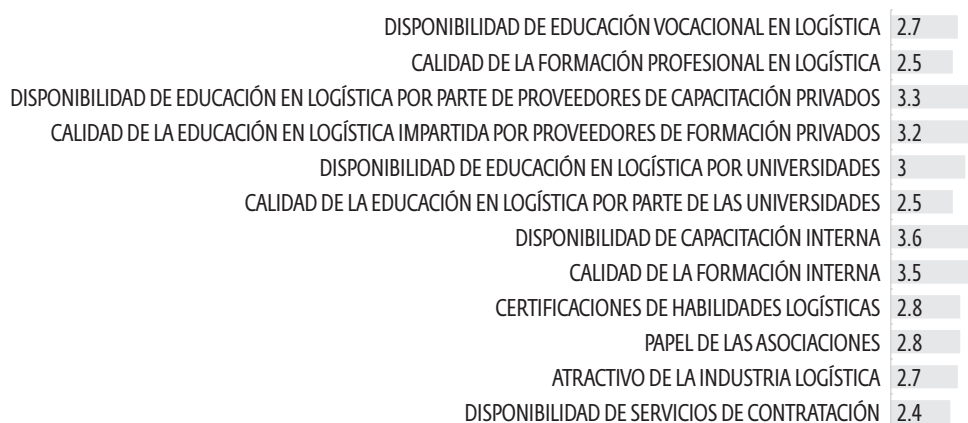 DISPONIBILIDAD DE EDUCACIÓN VOCACIONAL EN LOGÍSTICA 2.7
CALIDAD DE LA FORMACIÓN PROFESIONAL EN LOGÍSTICA 2.5
DISPONIBILIDAD DE EDUCACIÓN EN LOGÍSTICA POR PARTE DE PROVEEDORES DE CAPACITACIÓN PRIVADOS 3.3
CALIDAD DE LA EDUCACIÓN EN LOGÍSTICA IMPARTIDA POR PROVEEDORES DE FORMACIÓN PRIVADOS 3.2
DISPONIBILIDAD DE EDUCACIÓN EN LOGÍSTICA POR UNIVERSIDADES 3
CALIDAD DE LA EDUCACIÓN EN LOGÍSTICA POR PARTE DE LAS UNIVERSIDADES 2.5
DISPONIBILIDAD DE CAPACITACIÓN INTERNA 3.6
CALIDAD DE LA FORMACIÓN INTERNA 3.5
CERTIFICACIONES DE HABILIDADES LOGÍSTICAS 2.8
PAPEL DE LAS ASOCIACIONES 2.8
ATRACTIVO DE LA INDUSTRIA LOGÍSTICA 2.7
DISPONIBILIDAD DE SERVICIOS DE CONTRATACIÓN 2.4